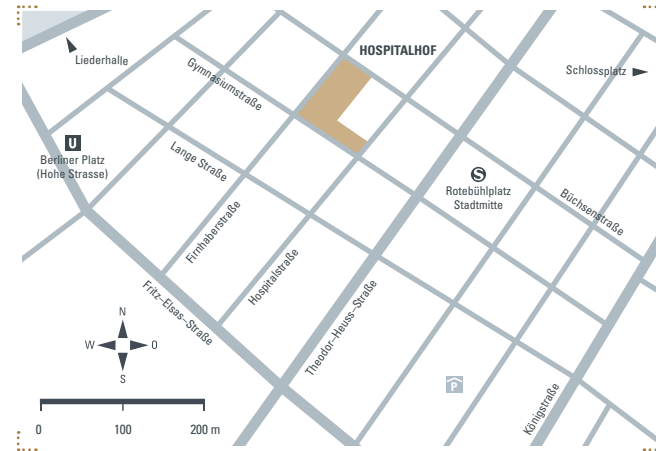 HOSPITALHOF
Liederhalle
Schlossplatz
Gymnasiumstraße
U
Berliner Platz
(Hohe Strasse)
Lange Straße
S
Rotebühlplatz
Stadtmitte
Büchsenstraße
Firnhaberstraße
Hospitalstraße
Fritz–Elsas–Straße
Theodor–Heuss–Straße
N
W
O
S
P
Königstraße
0
100
200 m